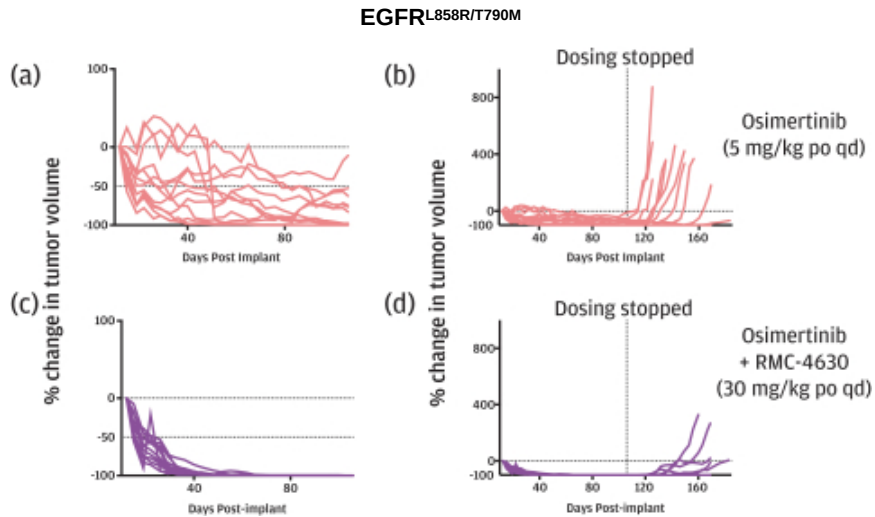 EGFRL858R/T790M
(a)
100
0
-50
-100
40
80
Days Post Implant
(b)
Dosing stopped
800
400
0
-100
40
80
120
160
Days Post Implant
Osimertinib
(5 mg/kg po qd)
% change in tumor volume
% change in tumor volume
(c)
100
0
-50
-100
40
80
Days Post-implant
(d)
Dosing stopped
800
400
0
-100
40
80
120
160
Days Post-implant
Osimertinib
+ RMC-4630
(30 mg/kg po qd)